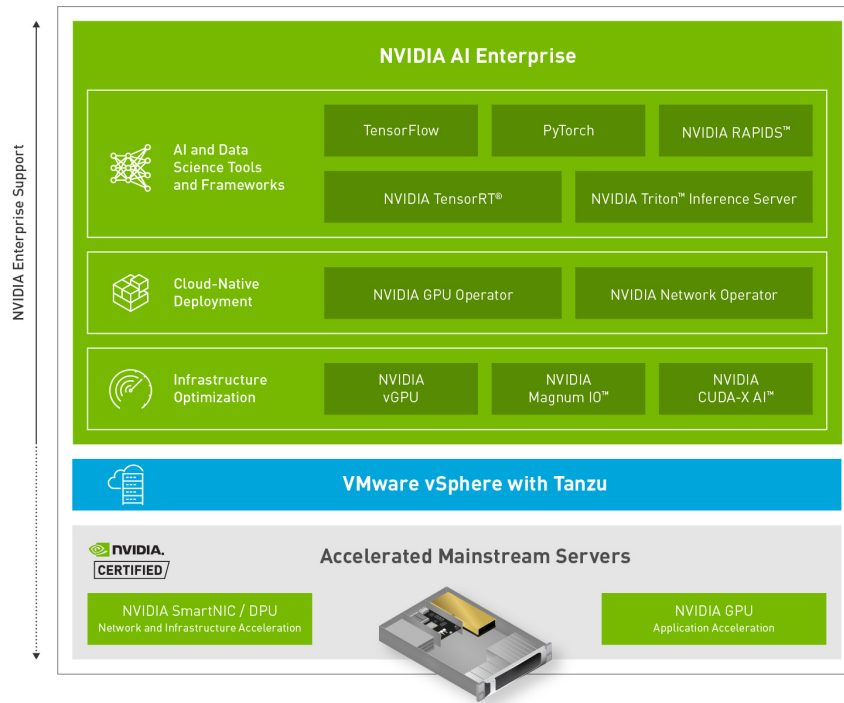 NVIDIA Enterprise Support
NVIDIA AI Enterprise
AI and Data
Science Tools
and Frameworks
TensorFlow
PyTorch
NVIDIA RAPIDS™
NVIDIA TensorRT®
NVIDIA Triton™ Inference Server
Cloud-Native
Deployment
NVIDIA GPU Operator
NVIDIA Network Operator
Infrastructure
Optimization
NVIDIA
vGPU
NVIDIA
Magnum IO™
NVIDIA
CUDA-X AI™
VMware vSphere with Tanzu
NVIDIA.
CERTIFIED
Accelerated Mainstream Servers
NVIDIA SmartNIC / DPU
Network and Infrastructure Acceleration
NVIDIA GPU
Application Acceleration